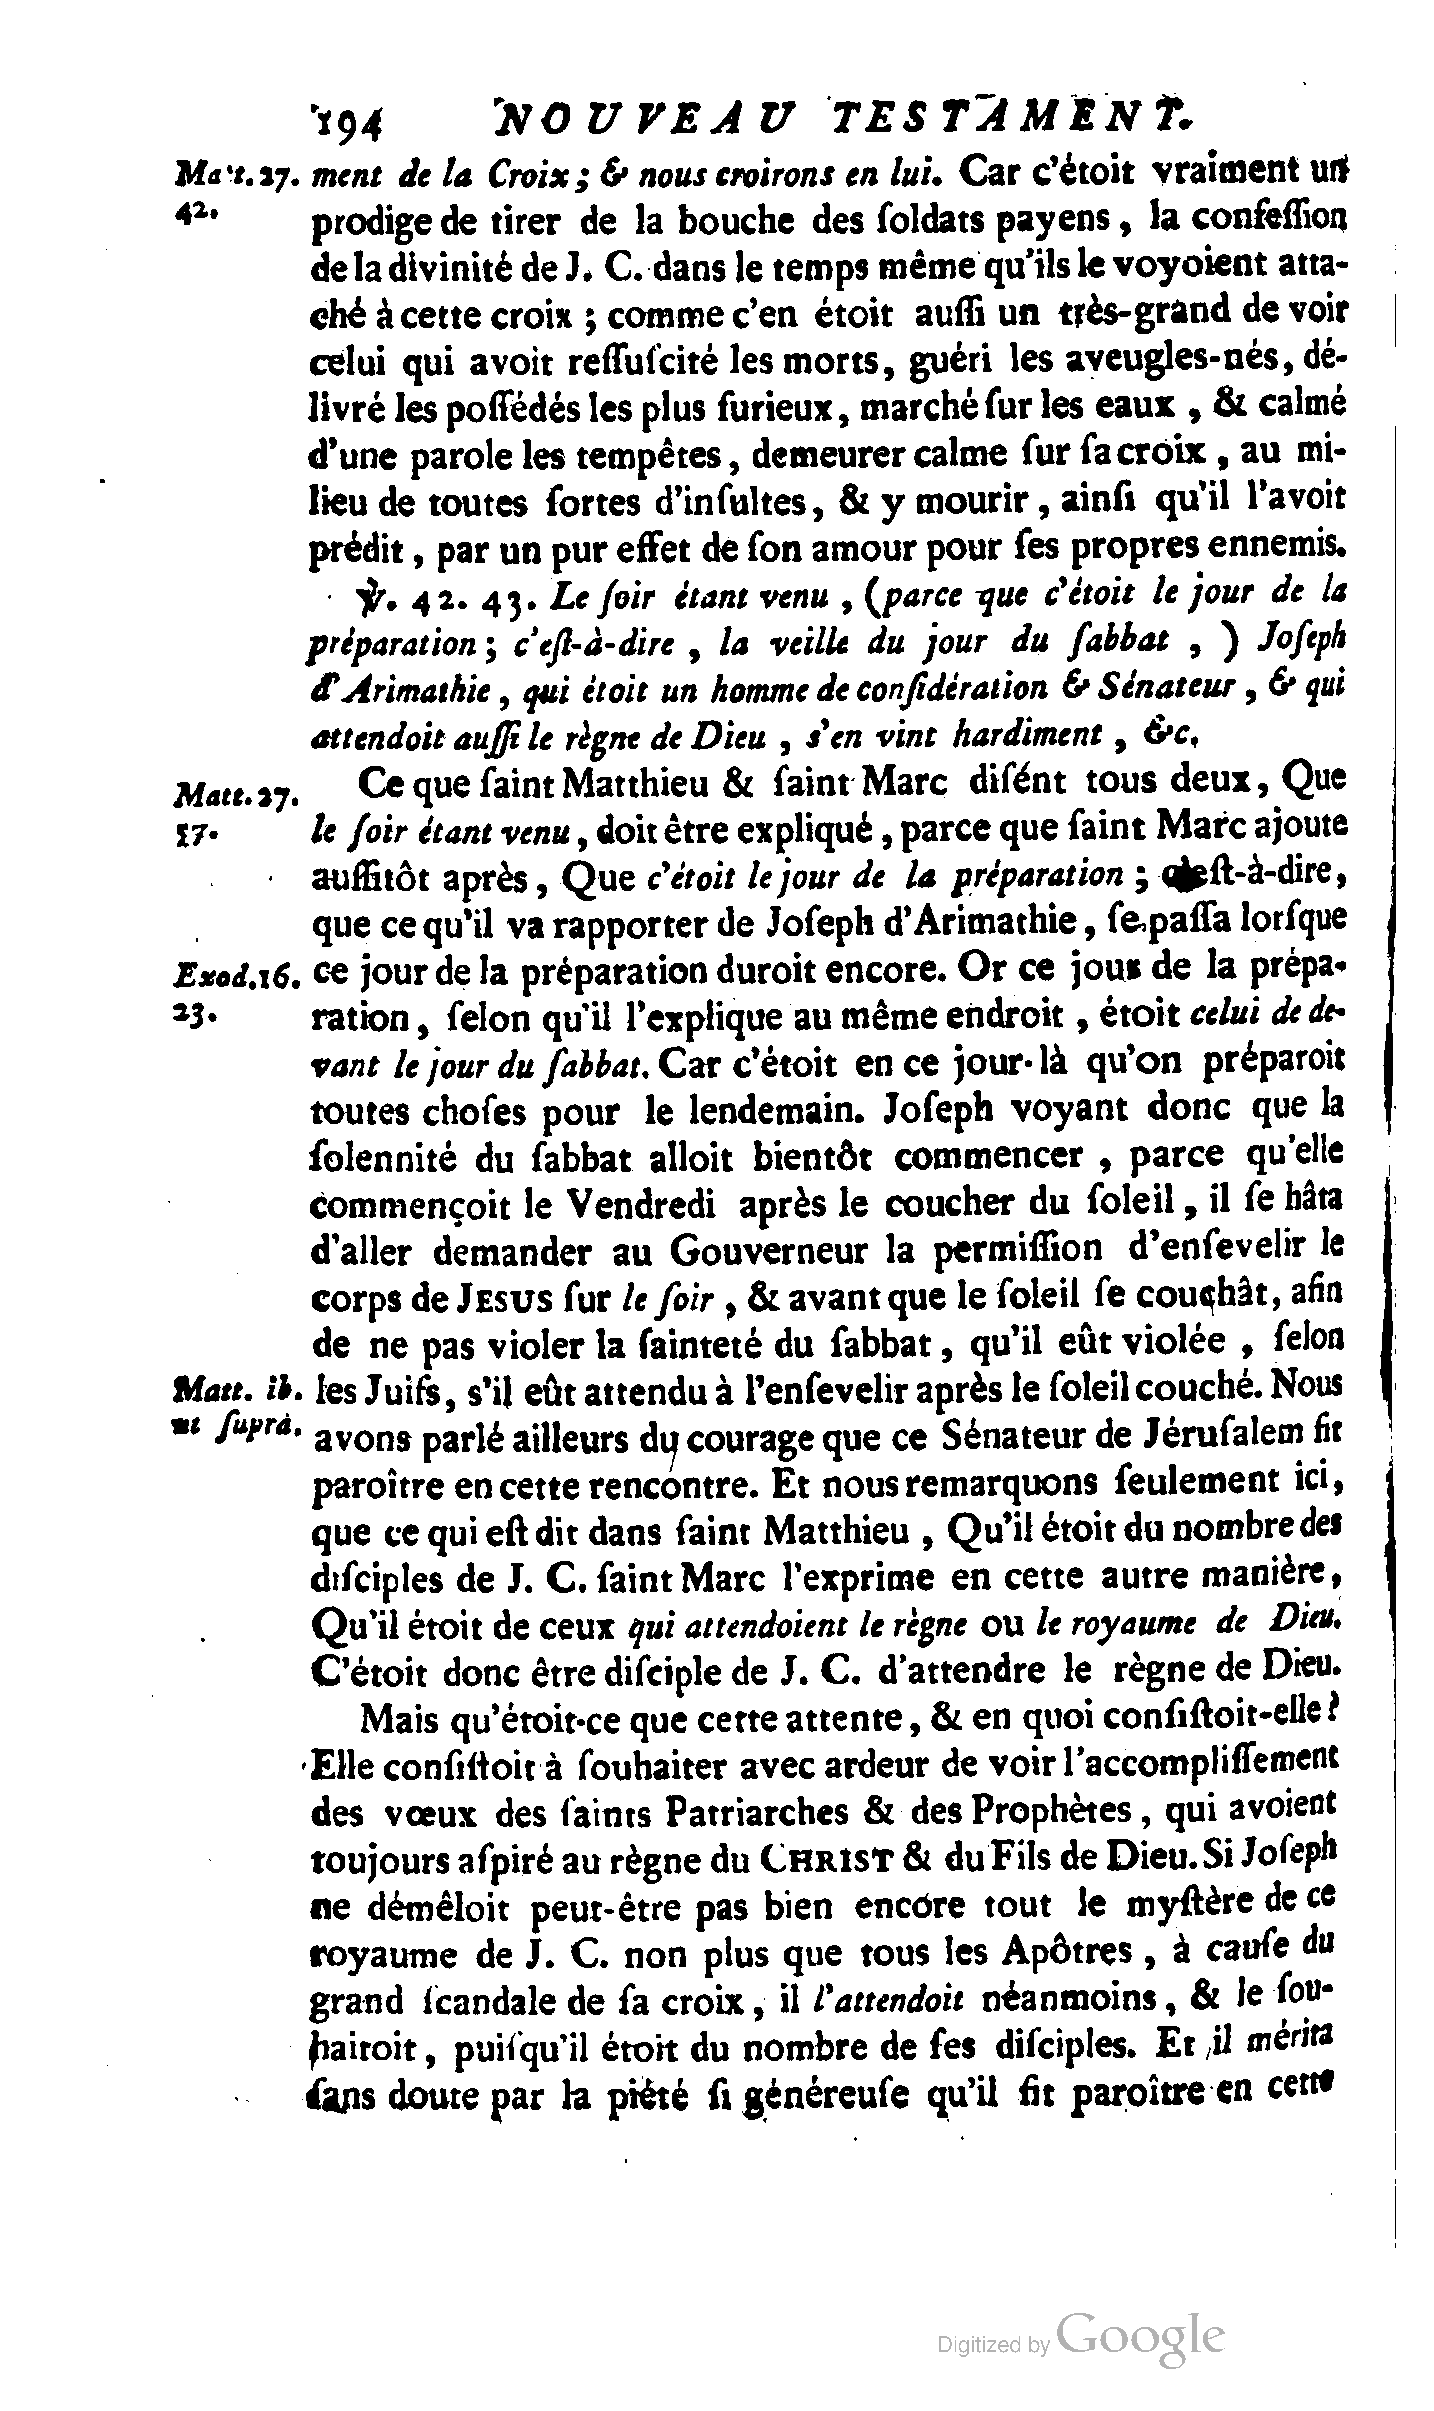 194 NOUVEAU TESTAMENT.
Matt. 27. ment de la Croix ; & nous croirons en lui. Car c'étoit vraiment un
42. prodige de tirer de la bouche des ſoldats payens, la confeſſion
de la divinité de J. C. dans le temps même qu'ils le voyoient atta-
ché à cette croix ; comme c'en étoit auſſi un très-grand de voir
celui qui avoit reſſuſcité les morts, guéri les aveugles-nés, dé-
livré les poſſédés les plus furieux, marché ſur les eaux, & calmé
d'une parole les tempêtes, demeurer calme ſur ſa croix, au mi-
lieu de toutes ſortes d'inſultes, & y mourir, ainſi qu'il l'avoit
prédit, par un pur effet de ſon amour pour ſes propres ennemis.
℣. 42. 43. Le ſoir étant venu, (parce que c'étoit le jour de la
préparation ; c'eſt-à-dire, la veille du jour du ſabbat, ) Joſeph
d'Arimathie, qui étoit un homme de conſidération & Sénateur, & qui
attendoit auſſi le règne de Dieu, s'en vint hardiment, &c.
Matt. 27. Ce que ſaint Matthieu & ſaint Marc diſént tous deux, Que
57. le ſoir étant venu, doit être expliqué, parce que ſaint Marc ajoute
auſſitôt après, Que c'étoit le jour de la préparation ; c'eſt-à-dire,
que ce qu'il va rapporter de Joſeph d'Arimathie, ſe paſſa lorſque
Exod. 16. ce jour de la préparation duroit encore. Or ce jour de la prépa-
23. ration, ſelon qu'il l'explique au même endroit, étoit celui de de-
vant le jour du ſabbat. Car c'étoit en ce jour-là qu'on préparoit
toutes choſes pour le lendemain. Joſeph voyant donc que la
ſolennité du ſabbat alloit bientôt commencer, parce qu'elle
commençoit le Vendredi après le coucher du ſoleil, il ſe hâta
d'aller demander au Gouverneur la permiſſion d'enſevelir le
corps de JESUS ſur le ſoir, & avant que le ſoleil ſe couchât, afin
de ne pas violer la ſainteté du ſabbat, qu'il eût violée, ſelon
Matt. ib. les Juifs, s'il eût attendu à l'enſevelir après le ſoleil couché. Nous
ut ſuprà. avons parlé ailleurs du courage que ce Sénateur de Jéruſalem fit
paroître en cette rencontre. Et nous remarquons ſeulement ici,
que ce qui eſt dit dans ſaint Matthieu, Qu'il étoit du nombre des
diſciples de J. C. ſaint Marc l'exprime en cette autre manière,
Qu'il étoit de ceux qui attendoient le règne ou le royaume de Dieu.
C'étoit donc être diſciple de J. C. d'attendre le règne de Dieu.
Mais qu'étoit-ce que cette attente, & en quoi conſiſtoit-elle ?
Elle conſiſtoit à ſouhaiter avec ardeur de voir l'accompliſſement
des vœux des ſaints Patriarches & des Prophètes, qui avoient
toujours aſpiré au règne du CHRIST & du Fils de Dieu. Si Joſeph
ne démêloit peut-être pas bien encore tout le myſtère de ce
royaume de J. C. non plus que tous les Apôtres, à cauſe du
grand ſcandale de ſa croix, il l'attendoit néanmoins, & le ſou-
haitoit, puiſqu'il étoit du nombre de ſes diſciples. Et il mérita
ſans doute par la piété ſi généreuſe qu'il fit paroître en cette
Digitized by Google